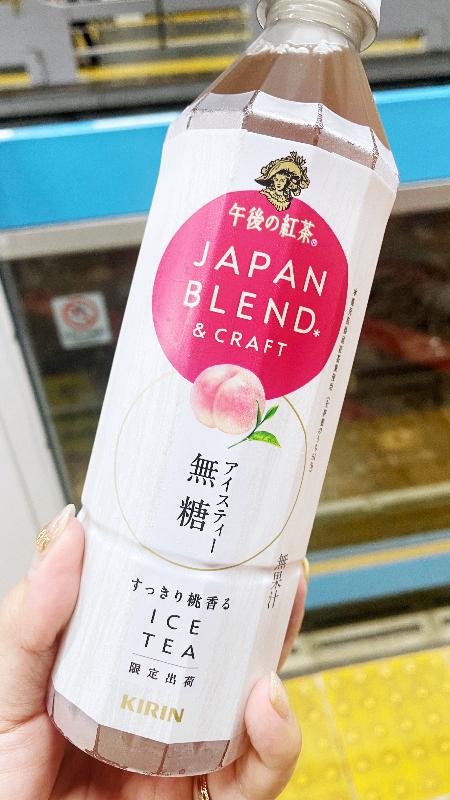 午後の紅茶®
JAPAN
BLEND*
& CRAFT
アイスティー
無糖
無果汁
すっきり桃香る
ICE
TEA
限定出荷
KIRIN